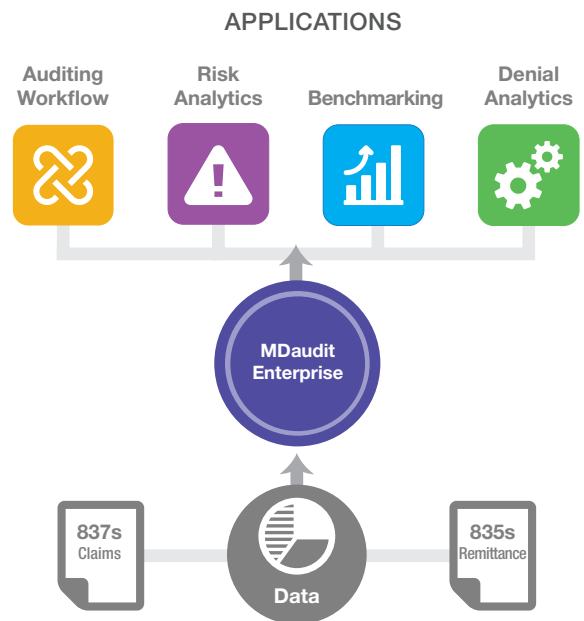 APPLICATIONS
Auditing
Workflow
Risk
Analytics
Benchmarking
Denial
Analytics
!
MDaudit
Enterprise
837s
Claims
Data
835s
Remittance